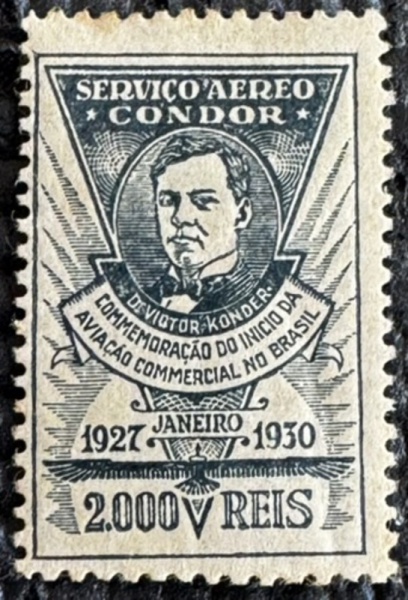 SERVIÇO AEREO
* CONDOR *
Dr. VICTOR, KONDER.
COMMEMORAÇÃO DO INICIO DA
AVIAÇÃO COMMERCIAL NO BRASIL
1927 JANEIRO 1930
2.000 REIS